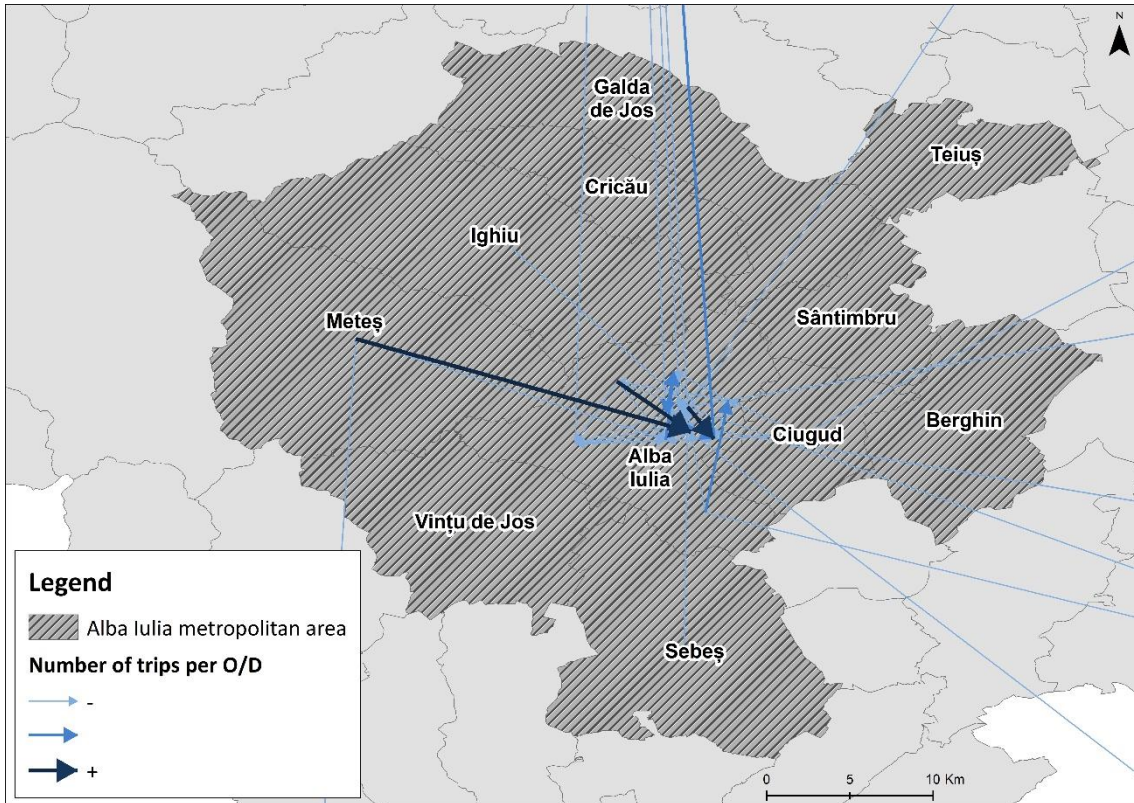 N
Galda
de Jos
Teiuș
Cricău
Ighiu
Sântimbru
Meteș
Berghin
Ciugud
Alba
Iulia
Vințu de Jos
Sebeș
Legend
Alba Iulia metropolitan area
Number of trips per O/D
-
+
0 5 10 Km